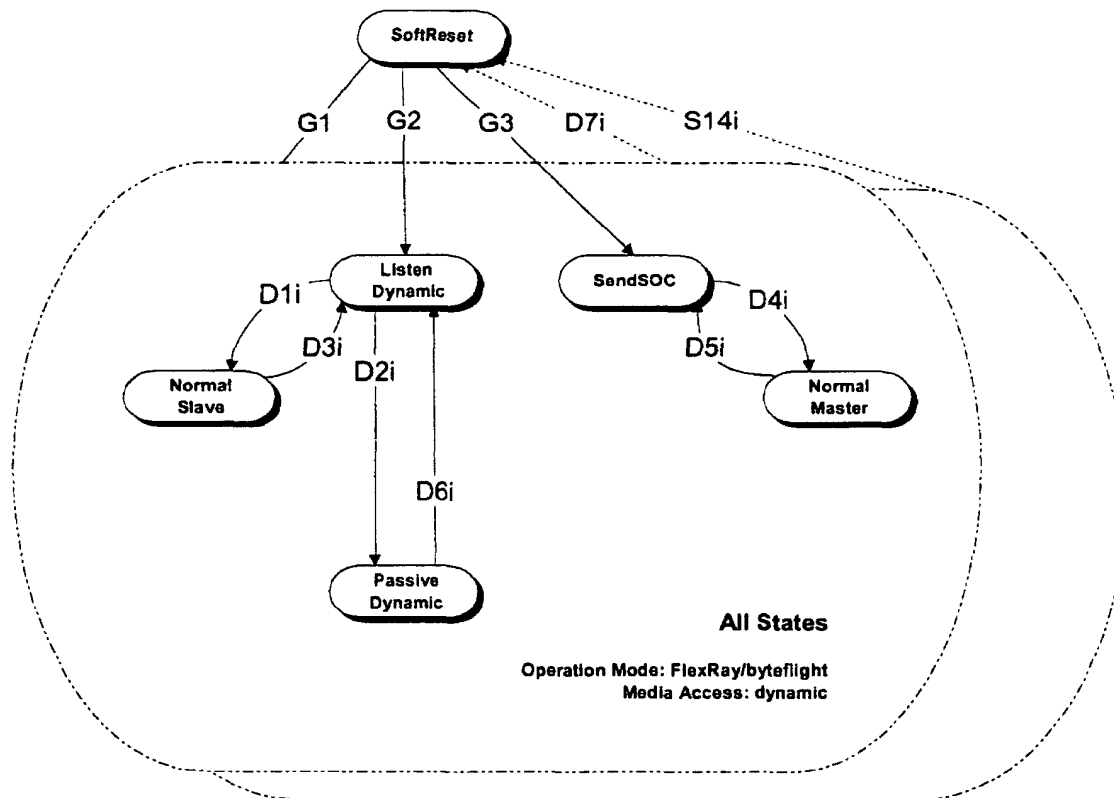 SoftReset
G1
G2
G3
D7i
S14i
Listen
Dynamic
SendSOC
D1i
D3i
D2i
D4i
D5i
Normal
Slave
Normal
Master
D6i
Passive
Dynamic
All States
Operation Mode: FlexRay/byteflight
Media Access: dynamic